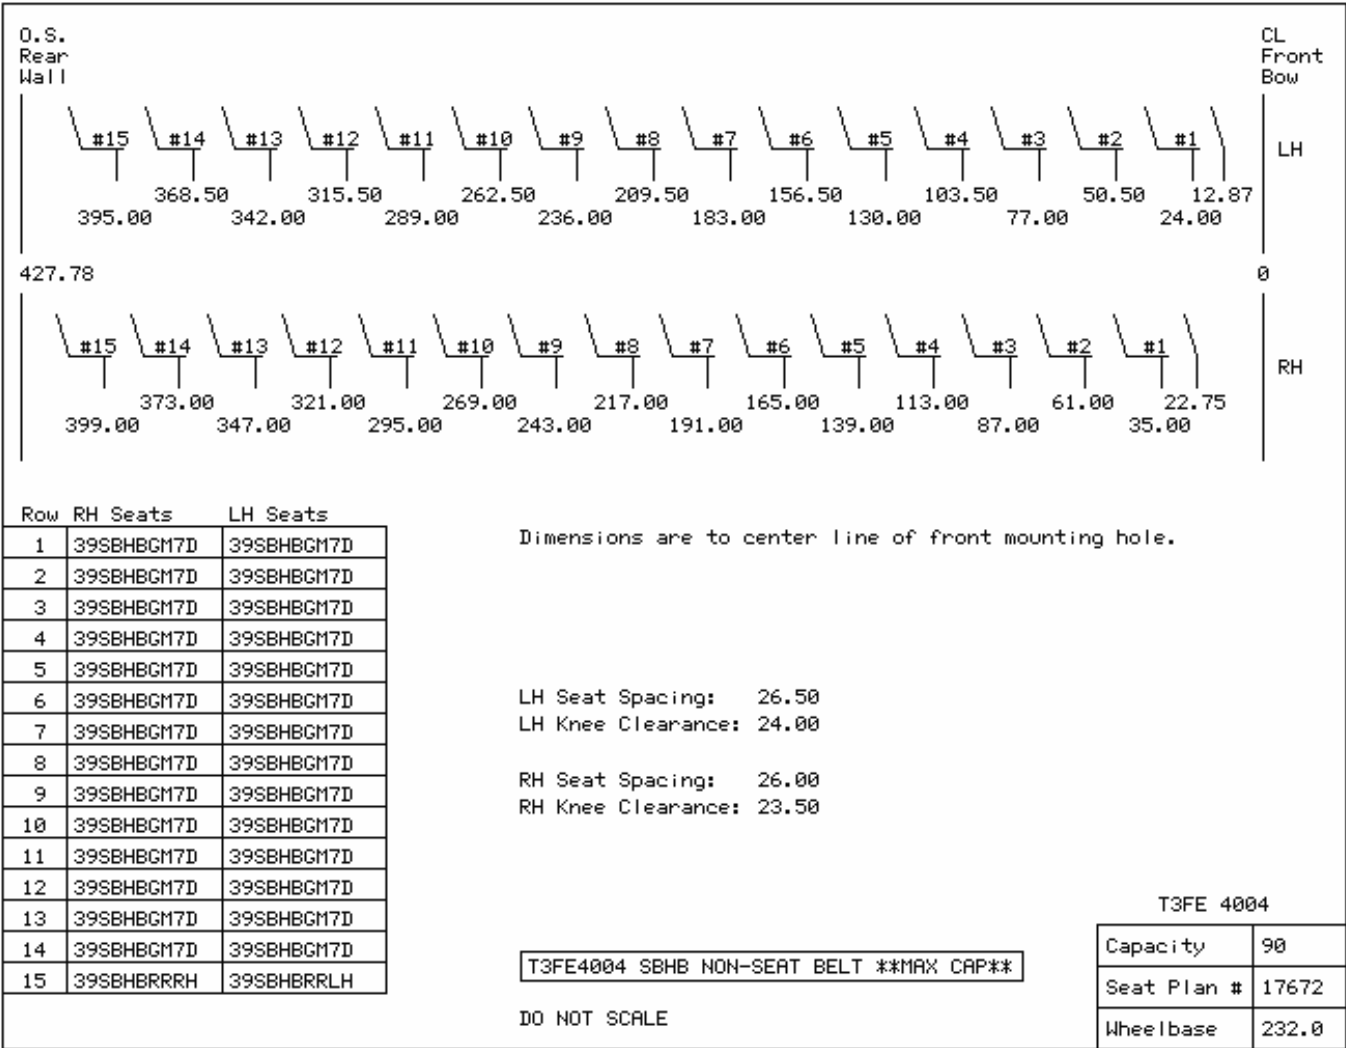 O.S.
Rear
Wall
CL
Front
Bow
#15 #14 #13 #12 #11 #10 #9 #8 #7 #6 #5 #4 #3 #2 #1
LH
368.50 315.50 262.50 209.50 156.50 103.50 50.50 12.87
395.00 342.00 289.00 236.00 183.00 130.00 77.00 24.00
427.78 0
#15 #14 #13 #12 #11 #10 #9 #8 #7 #6 #5 #4 #3 #2 #1
RH
373.00 321.00 269.00 217.00 165.00 113.00 61.00 22.75
399.00 347.00 295.00 243.00 191.00 139.00 87.00 35.00
Row RH Seats LH Seats
1 39SBHBGM7D 39SBHBGM7D
2 39SBHBGM7D 39SBHBGM7D
3 39SBHBGM7D 39SBHBGM7D
4 39SBHBGM7D 39SBHBGM7D
5 39SBHBGM7D 39SBHBGM7D
6 39SBHBGM7D 39SBHBGM7D
7 39SBHBGM7D 39SBHBGM7D
8 39SBHBGM7D 39SBHBGM7D
9 39SBHBGM7D 39SBHBGM7D
10 39SBHBGM7D 39SBHBGM7D
11 39SBHBGM7D 39SBHBGM7D
12 39SBHBGM7D 39SBHBGM7D
13 39SBHBGM7D 39SBHBGM7D
14 39SBHBGM7D 39SBHBGM7D
15 39SBHBRRRH 39SBHBRRLH
Dimensions are to center line of front mounting hole.
LH Seat Spacing: 26.50
LH Knee Clearance: 24.00
RH Seat Spacing: 26.00
RH Knee Clearance: 23.50
T3FE4004 SBHB NON-SEAT BELT **MAX CAP**
DO NOT SCALE
T3FE 4004
Capacity 90
Seat Plan # 17672
Wheelbase 232.0